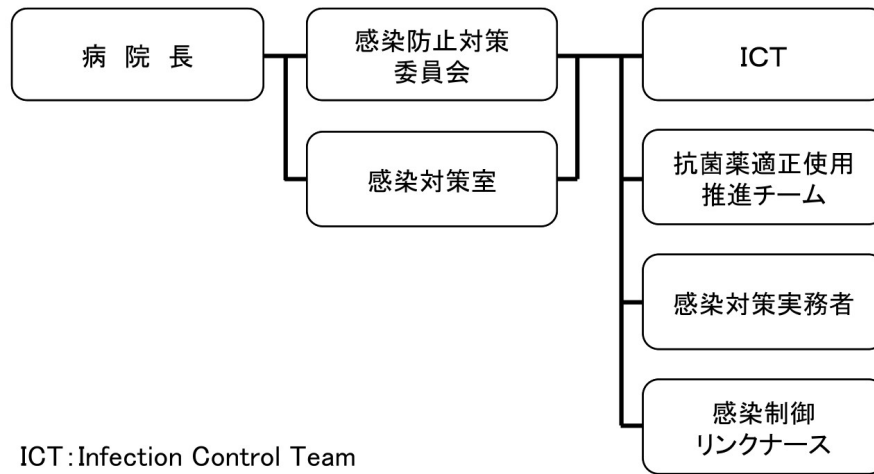 病 院 長
感染防止対策
委員会
ICT
感染対策室
抗菌薬適正使用
推進チーム
感染対策実務者
感染制御
リンクナース
ICT:Infection Control Team